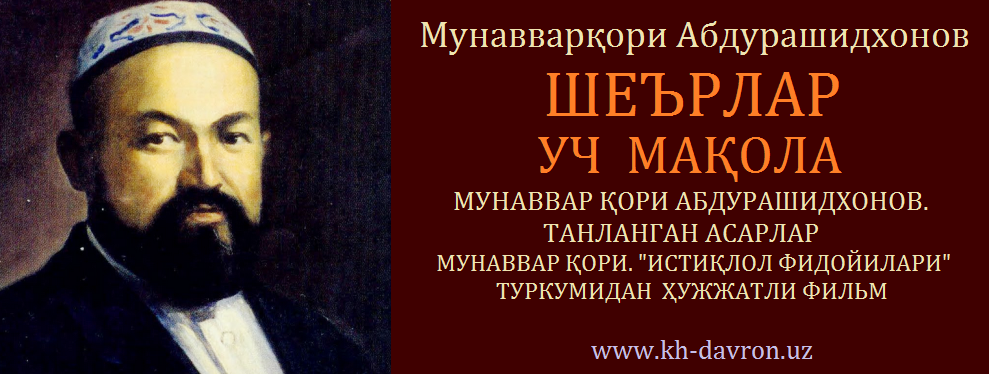 Мунавварқори Абдурашидхонов
ШЕЪРЛАР
УЧ МАҚОЛА
МУНАВВАР ҚОРИ АБДУРАШИДХОНОВ.
ТАНЛАНГАН АСАРЛАР
МУНАВВАР ҚОРИ. "ИСТИҚЛОЛ ФИДОЙИЛАРИ"
ТУРКУМИДАН ҲУЖЖАТЛИ ФИЛЬМ
www.kh-davron.uz